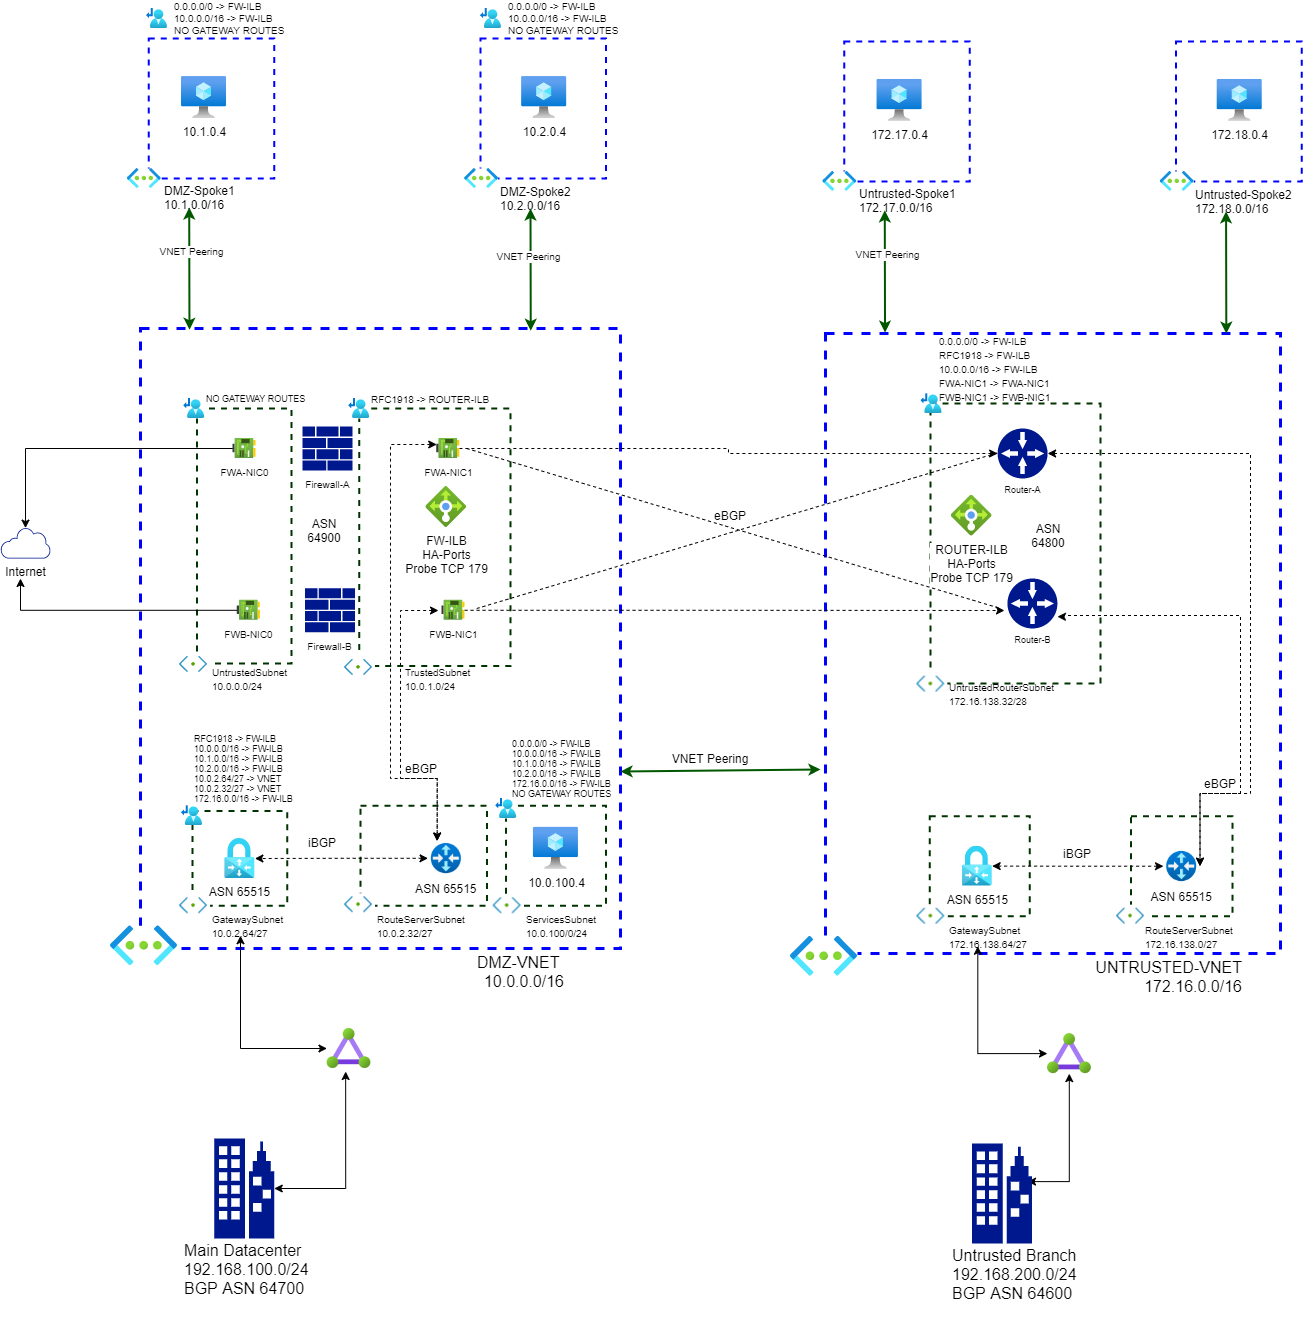 0.0.0.0/0 -> FW-ILB
10.0.0.0/16 -> FW-ILB
NO GATEWAY ROUTES
10.1.0.4
DMZ-Spoke1
10.1.0.0/16
VNET Peering
0.0.0.0/0 -> FW-ILB
10.0.0.0/16 -> FW-ILB
NO GATEWAY ROUTES
10.2.0.4
DMZ-Spoke2
10.2.0.0/16
VNET Peering
172.17.0.4
Untrusted-Spoke1
172.17.0.0/16
VNET Peering
172.18.0.4
Untrusted-Spoke2
172.18.0.0/16
NO GATEWAY ROUTES
FWA-NIC0
FWB-NIC0
UntrustedSubnet
10.0.0.0/24
Internet
Firewall-A
ASN
64900
Firewall-B
RFC1918 -> ROUTER-ILB
FWA-NIC1
FW-ILB
HA-Ports
Probe TCP 179
FWB-NIC1
TrustedSubnet
10.0.1.0/24
eBGP
0.0.0.0/0 -> FW-ILB
RFC1918 -> FW-ILB
10.0.0.0/16 -> FW-ILB
FWA-NIC1 -> FWA-NIC1
FWB-NIC1 -> FWB-NIC1
Router-A
ROUTER-ILB
HA-Ports
Probe TCP 179
ASN
64800
Router-B
UntrustedRouterSubnet
172.16.138.32/28
RFC1918 -> FW-ILB
10.0.0.0/16 -> FW-ILB
10.1.0.0/16 -> FW-ILB
10.2.0.0/16 -> FW-ILB
10.0.2.64/27 -> VNET
10.0.2.32/27 -> VNET
172.16.0.0/16 -> FW-ILB
ASN 65515
GatewaySubnet
10.0.2.64/27
iBGP
eBGP
ASN 65515
RouteServerSubnet
10.0.2.32/27
0.0.0.0/0 -> FW-ILB
10.0.0.0/16 -> FW-ILB
10.1.0.0/16 -> FW-ILB
10.2.0.0/16 -> FW-ILB
172.16.0.0/16 -> FW-ILB
NO GATEWAY ROUTES
10.0.100.4
ServicesSubnet
10.0.100/0/24
DMZ-VNET
10.0.0.0/16
VNET Peering
eBGP
iBGP
ASN 65515
GatewaySubnet
172.16.138.64/27
ASN 65515
RouteServerSubnet
172.16.138.0/27
UNTRUSTED-VNET
172.16.0.0/16
Main Datacenter
192.168.100.0/24
BGP ASN 64700
Untrusted Branch
192.168.200.0/24
BGP ASN 64600